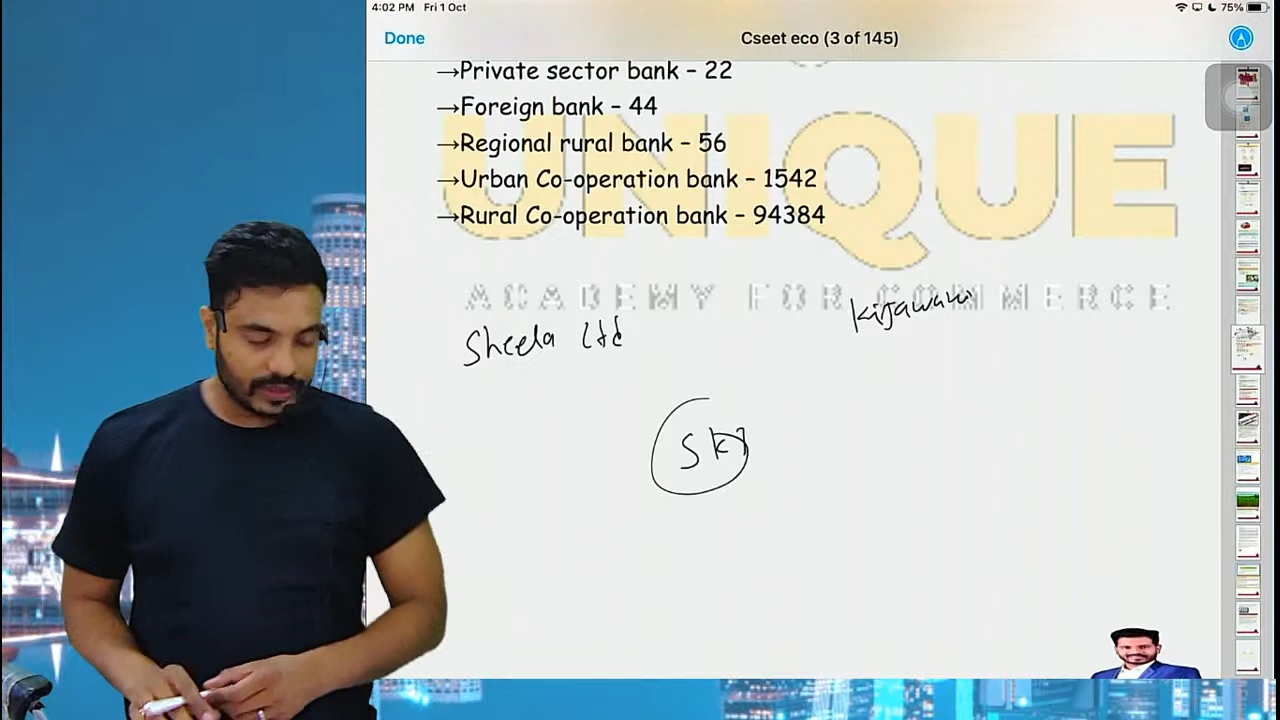 4:02 PM Fri 1 Oct 75%
Done Cseet eco (3 of 145)
→Private sector bank – 22
→Foreign bank – 44
→Regional rural bank – 56
→Urban Co-operation bank – 1542
→Rural Co-operation bank – 94384
UNIQUE
ACADEMY FOR COMMERCE
Sheela Ltd